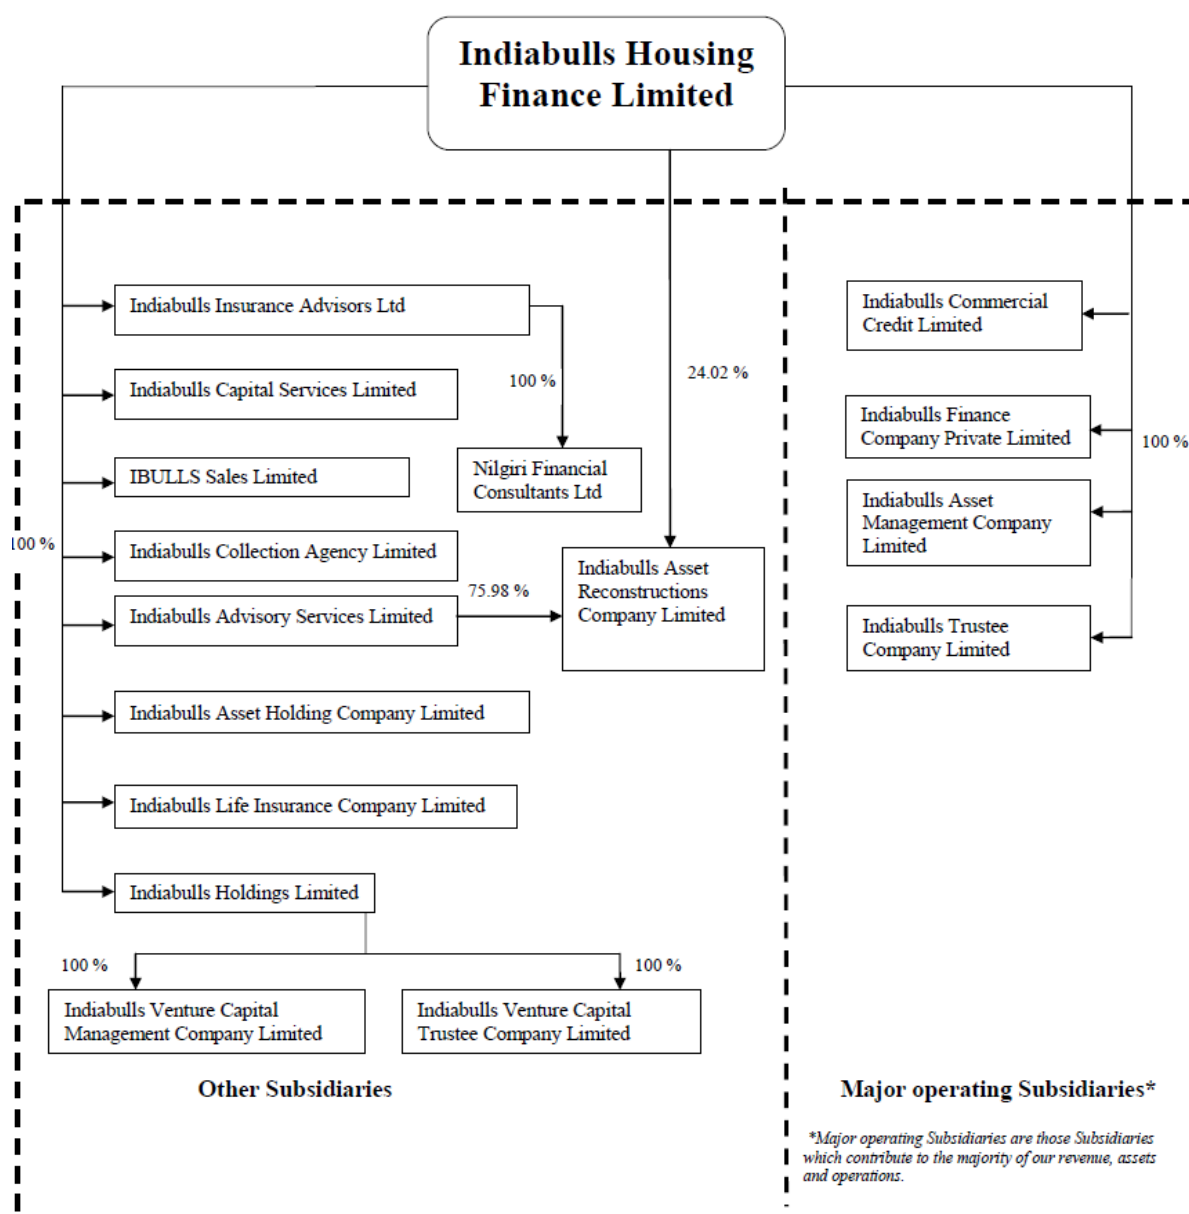 Indiabulls Housing
Finance Limited
Indiabulls Insurance Advisors Ltd
Indiabulls Capital Services Limited
100 %
24.02 %
IBULLS Sales Limited
Nilgiri Financial
Consultants Ltd
100 %
Indiabulls Collection Agency Limited
Indiabulls Advisory Services Limited
75.98 %
Indiabulls Asset
Reconstructions
Company Limited
Indiabulls Asset Holding Company Limited
Indiabulls Life Insurance Company Limited
Indiabulls Holdings Limited
100 %
100 %
Indiabulls Venture Capital
Management Company Limited
Indiabulls Venture Capital
Trustee Company Limited
Other Subsidiaries
Indiabulls Commercial
Credit Limited
Indiabulls Finance
Company Private Limited
100 %
Indiabulls Asset
Management Company
Limited
Indiabulls Trustee
Company Limited
Major operating Subsidiaries*
*Major operating Subsidiaries are those Subsidiaries
which contribute to the majority of our revenue, assets
and operations.